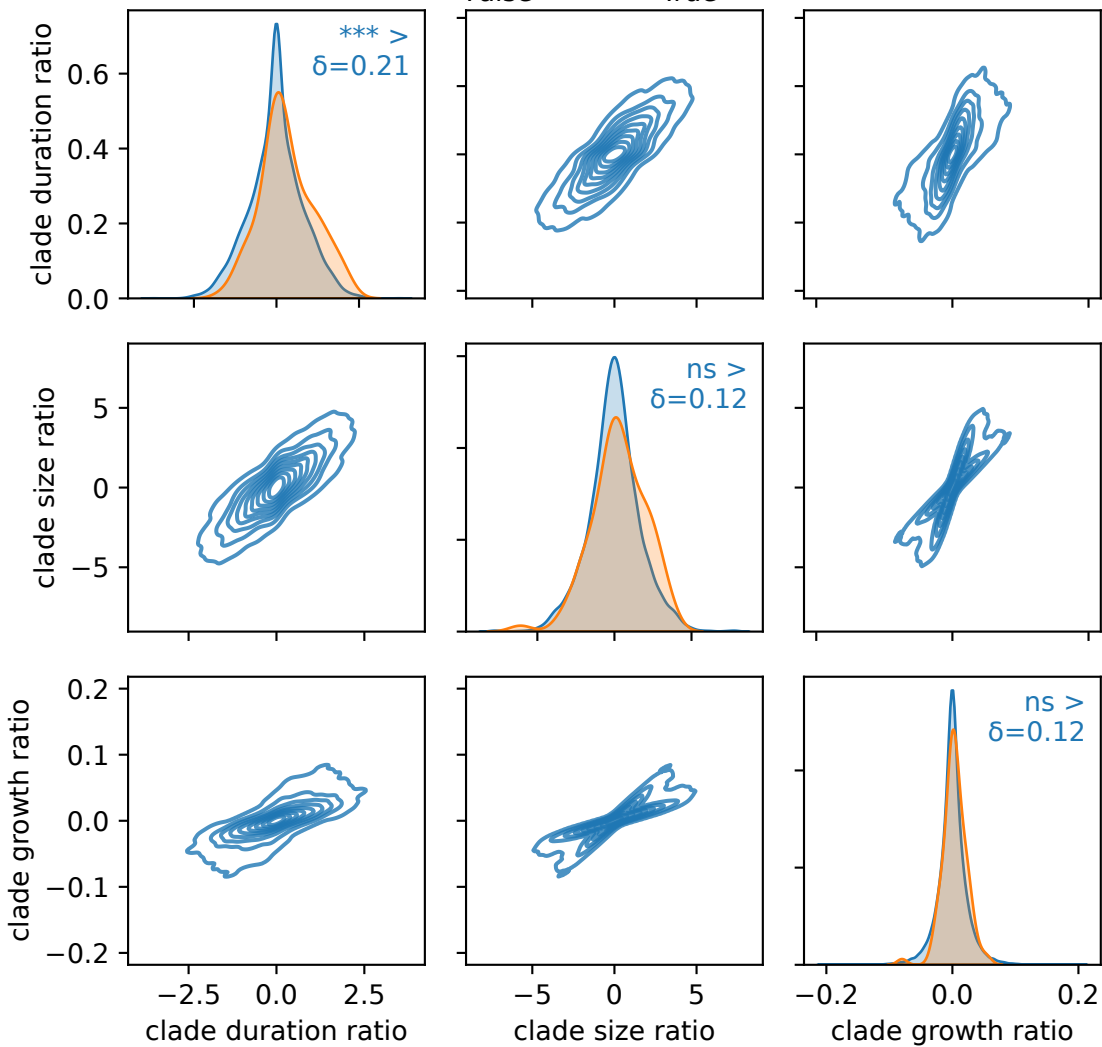 *** >
δ=0.21
clade duration ratio
0.6
0.4
0.2
0.0
ns >
δ=0.12
clade size ratio
5
0
−5
ns >
δ=0.12
clade growth ratio
0.2
0.1
0.0
−0.1
−0.2
−2.5 0.0 2.5
−5 0 5
−0.2 0.0 0.2
clade duration ratio
clade size ratio
clade growth ratio